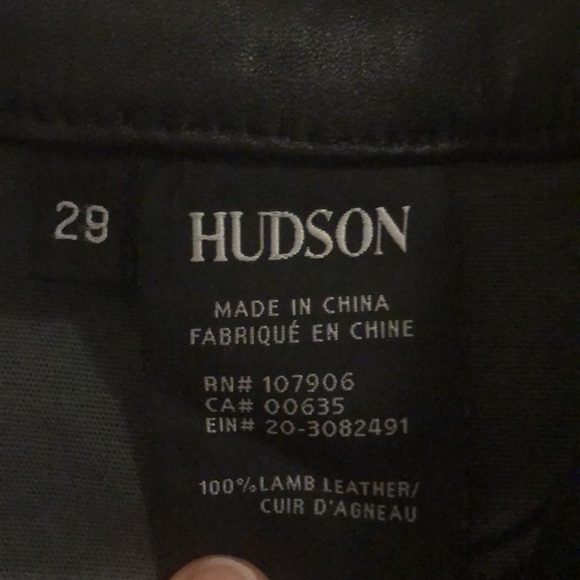 29
HUDSON
MADE IN CHINA
FABRIQUÉ EN CHINE
RN# 107906
CA# 00635
EIN# 20-3082491
100% LAMB LEATHER/
CUIR D'AGNEAU